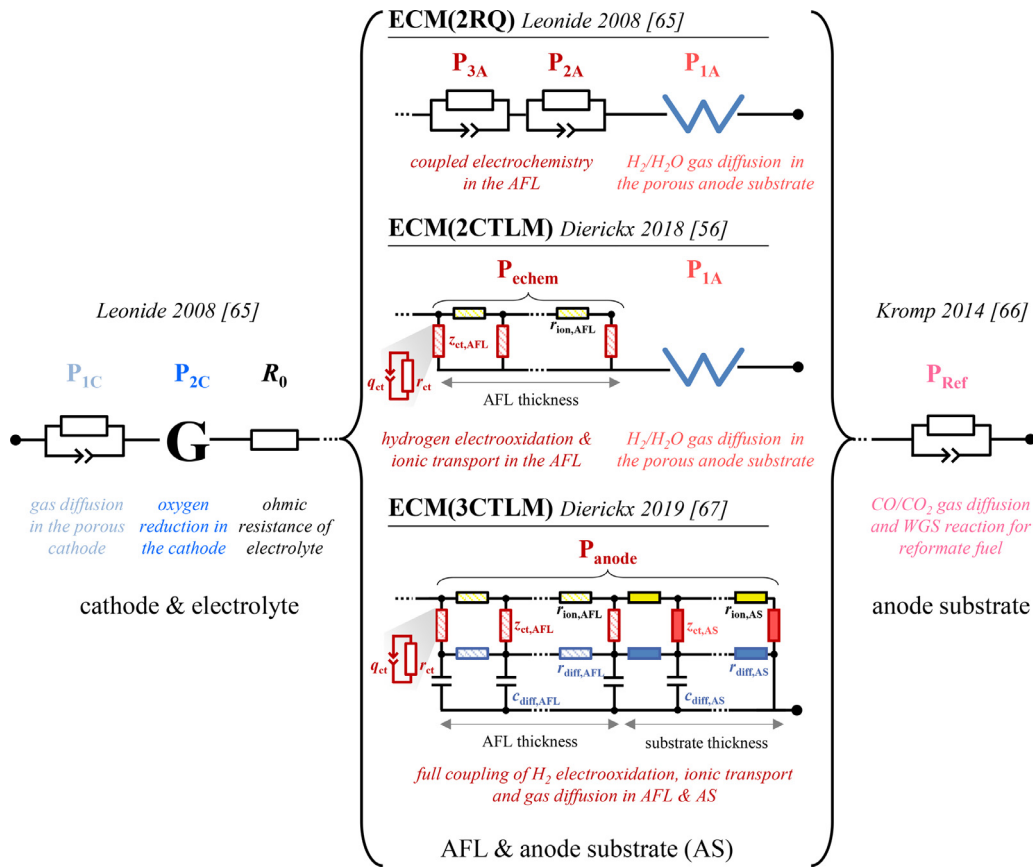 Leonide 2008 [65]
P1C
P2C
R0
G
gas diffusion
in the porous
cathode
oxygen
reduction in
the cathode
ohmic
resistance of
electrolyte
cathode & electrolyte
ECM(2RQ) Leonide 2008 [65]
P3A
P2A
P1A
coupled electrochemistry
in the AFL
H2/H2O gas diffusion in
the porous anode substrate
ECM(2CTLM) Dierickx 2018 [56]
Pechem
P1A
rion,AFL
zct,AFL
qct
rct
AFL thickness
hydrogen electrooxidation &
ionic transport in the AFL
H2/H2O gas diffusion in
the porous anode substrate
ECM(3CTLM) Dierickx 2019 [67]
Panode
rion,AFL
rion,AS
zct,AFL
zct,AS
qct
rct
rdiff,AFL
rdiff,AS
cdiff,AFL
cdiff,AS
AFL thickness
substrate thickness
full coupling of H2 electrooxidation, ionic transport
and gas diffusion in AFL & AS
AFL & anode substrate (AS)
Kromp 2014 [66]
PRef
CO/CO2 gas diffusion
and WGS reaction for
reformate fuel
anode substrate